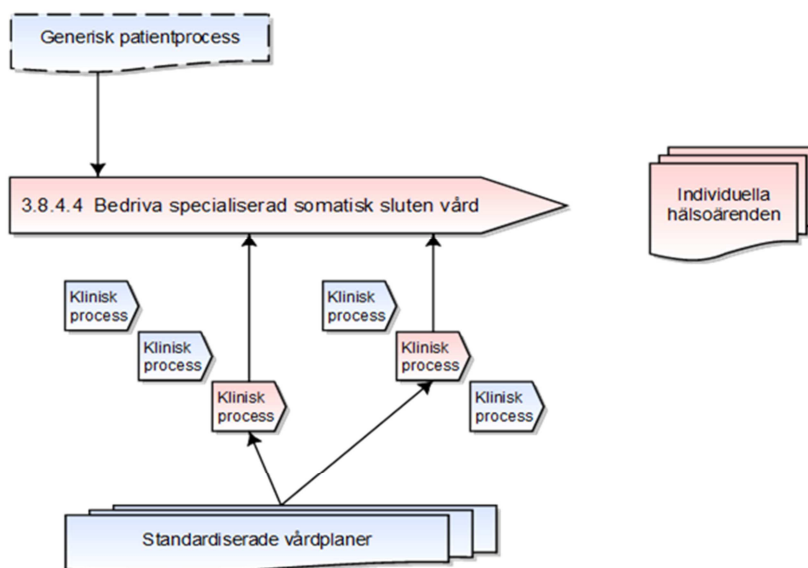 Generisk patientprocess
3.8.4.4 Bedriva specialiserad somatisk sluten vård
Individuella
hälsoärenden
Klinisk
process
Klinisk
process
Klinisk
process
Klinisk
process
Klinisk
process
Klinisk
process
Standardiserade vårdplaner